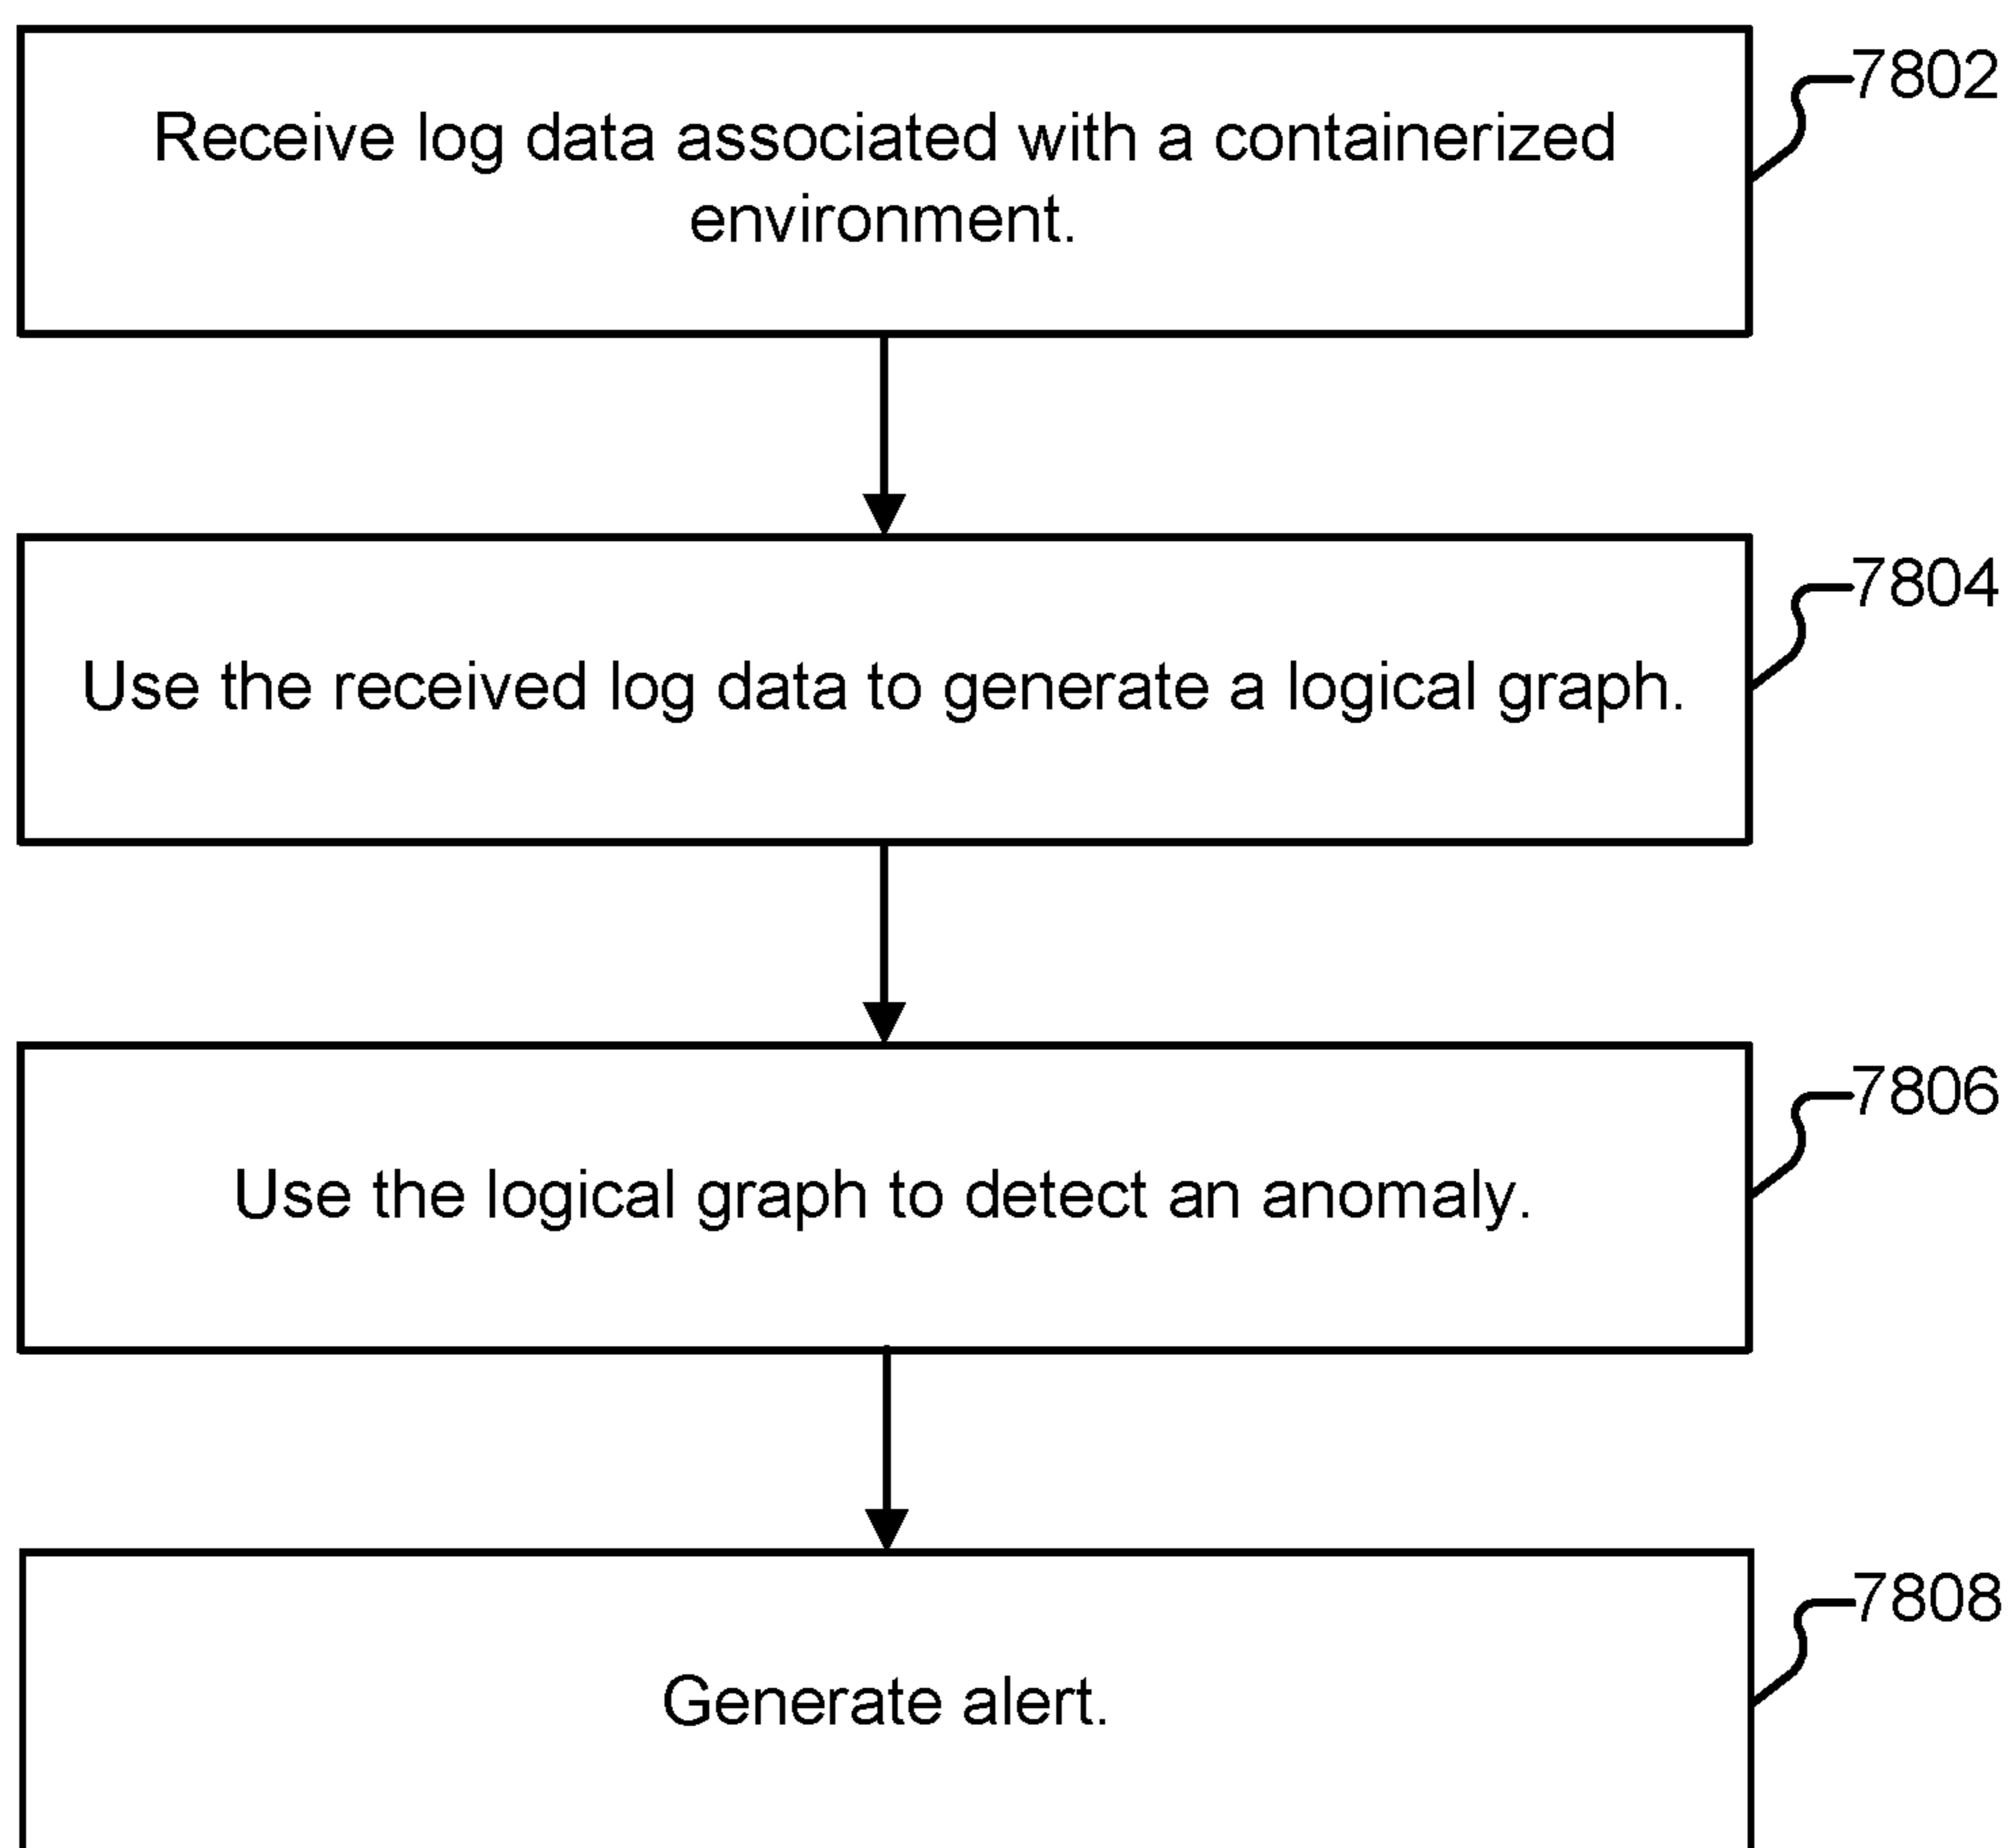 7802
Receive log data associated with a containerized
environment.
7804
Use the received log data to generate a logical graph.
7806
Use the logical graph to detect an anomaly.
7808
Generate alert.